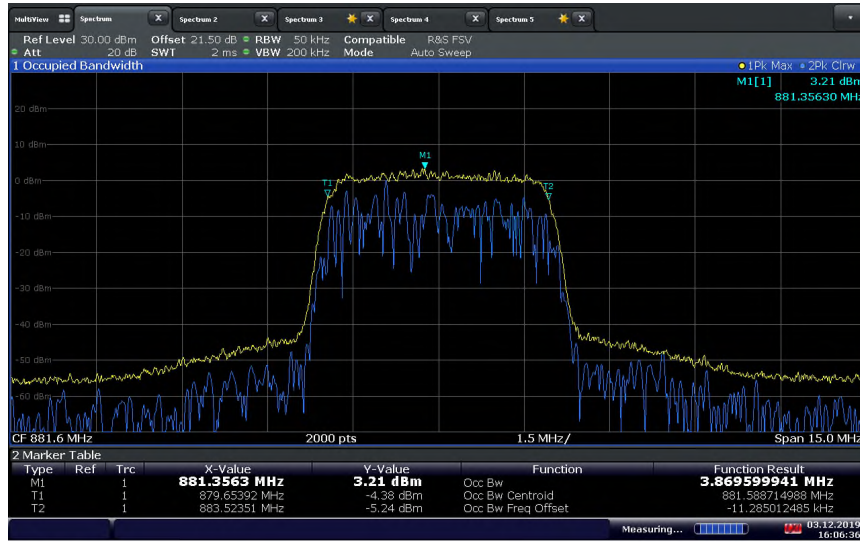 MultiView Spectrum X Spectrum 2 X Spectrum 3 X Spectrum 4 X Spectrum 5 X
Ref Level 30.00 dBm Offset 21.50 dB RBW 50 kHz Compatible R&S FSV
Att 20 dB SWT 2 ms VBW 200 kHz Mode Auto Sweep
1 Occupied Bandwidth 1Pk Max 2Pk Clrw
M1[1] 3.21 dBm
881.35630 MHz
20 dBm
10 dBm
M1
0 dBm
T1
T2
-10 dBm
-20 dBm
-30 dBm
-40 dBm
-50 dBm
-60 dBm
CF 881.6 MHz 2000 pts 1.5 MHz/ Span 15.0 MHz
2 Marker Table
Type Ref Trc X-Value Y-Value Function Function Result
M1 1 881.3563 MHz 3.21 dBm Occ Bw 3.869599941 MHz
T1 1 879.65392 MHz -4.38 dBm Occ Bw Centroid 881.588714988 MHz
T2 1 883.52351 MHz -5.24 dBm Occ Bw Freq Offset -11.285012485 kHz
Measuring... 03.12.2019
16:06:36